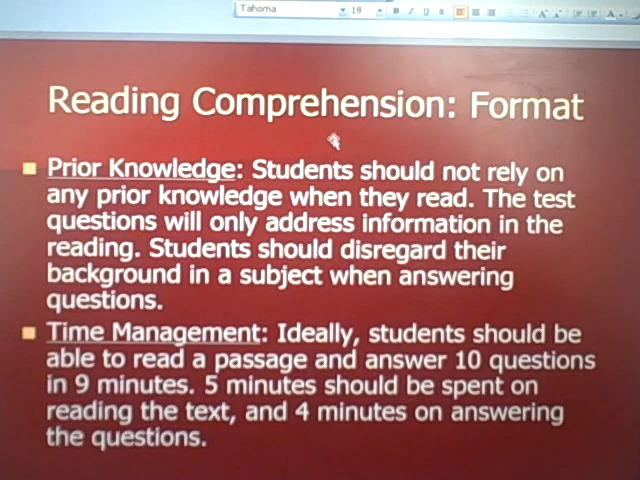 Tahoma 18 B I U S
Reading Comprehension: Format
Prior Knowledge: Students should not rely on
any prior knowledge when they read. The test
questions will only address information in the
reading. Students should disregard their
background in a subject when answering
questions.
Time Management: Ideally, students should be
able to read a passage and answer 10 questions
in 9 minutes. 5 minutes should be spent on
reading the text, and 4 minutes on answering
the questions.